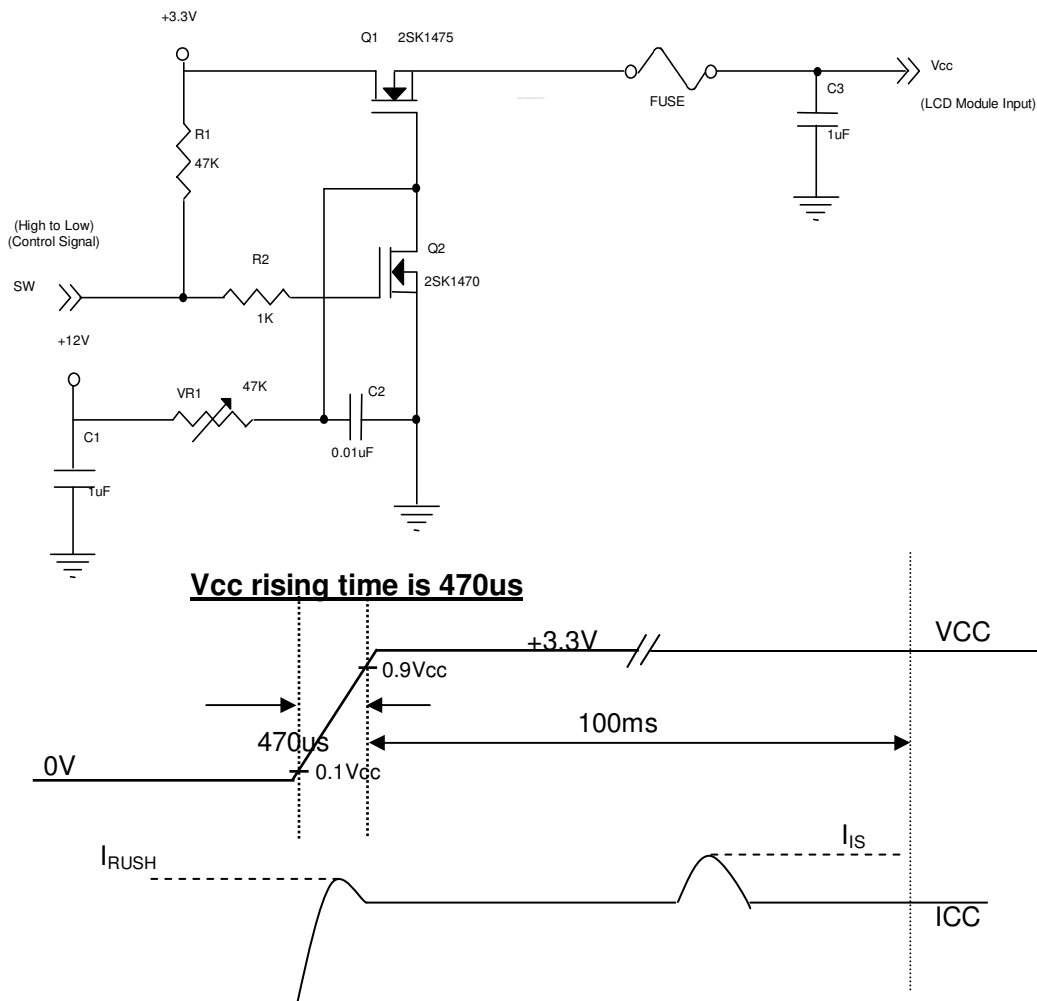 +3.3V
Q1 2SK1475
Vcc
FUSE
C3
(LCD Module Input)
R1
1uF
47K
(High to Low)
(Control Signal)
R2
Q2
SW
2SK1470
1K
+12V
VR1
47K
C2
C1
0.01uF
1uF
Vcc rising time is 470us
+3.3V
VCC
0.9Vcc
100ms
470us
0V
0.1Vcc
IRUSH
IIS
ICC